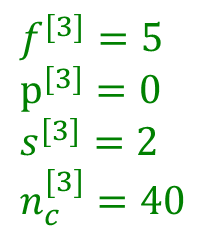 f^[3] = 5
p^[3] = 0
s^[3] = 2
n_c^[3] = 40